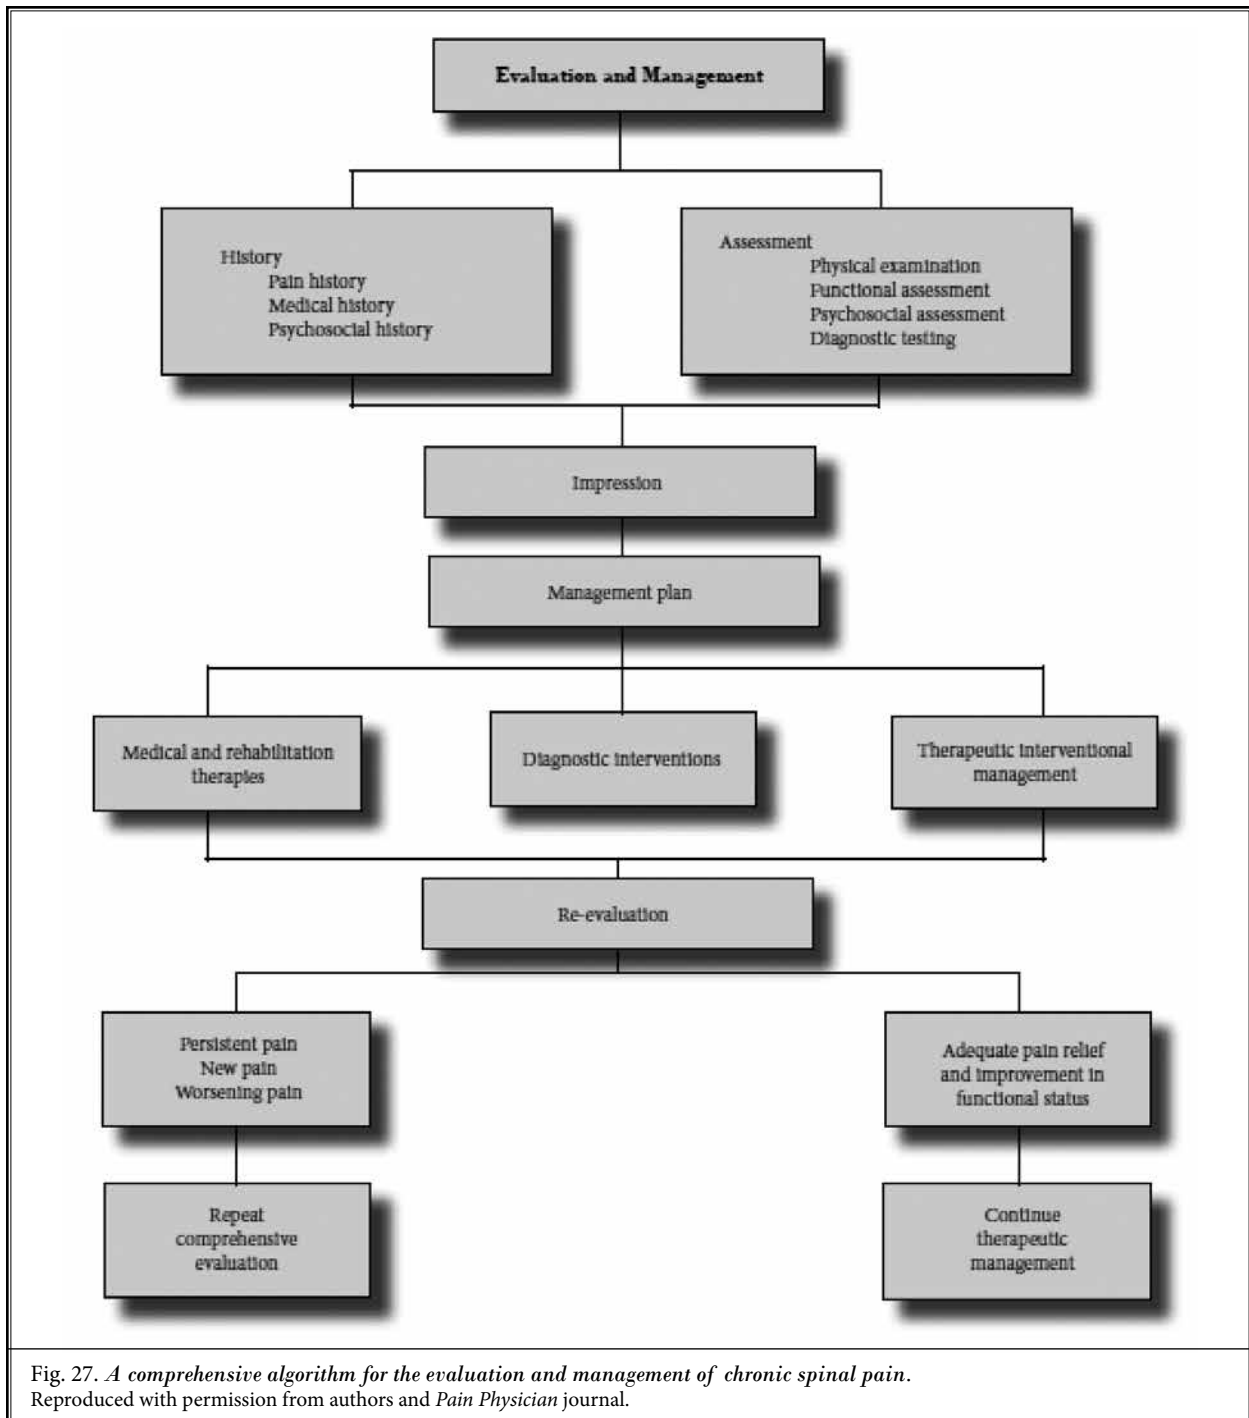 Evaluation and Management
History
Pain history
Medical history
Psychosocial history
Assessment
Physical examination
Functional assessment
Psychosocial assessment
Diagnostic testing
Impression
Management plan
Medical and rehabilitation
therapies
Diagnostic interventions
Therapeutic interventional
management
Re-evaluation
Persistent pain
New pain
Worsening pain
Adequate pain relief
and improvement in
functional status
Repeat
comprehensive
evaluation
Continue
therapeutic
management
Fig. 27. A comprehensive algorithm for the evaluation and management of chronic spinal pain.
Reproduced with permission from authors and Pain Physician journal.